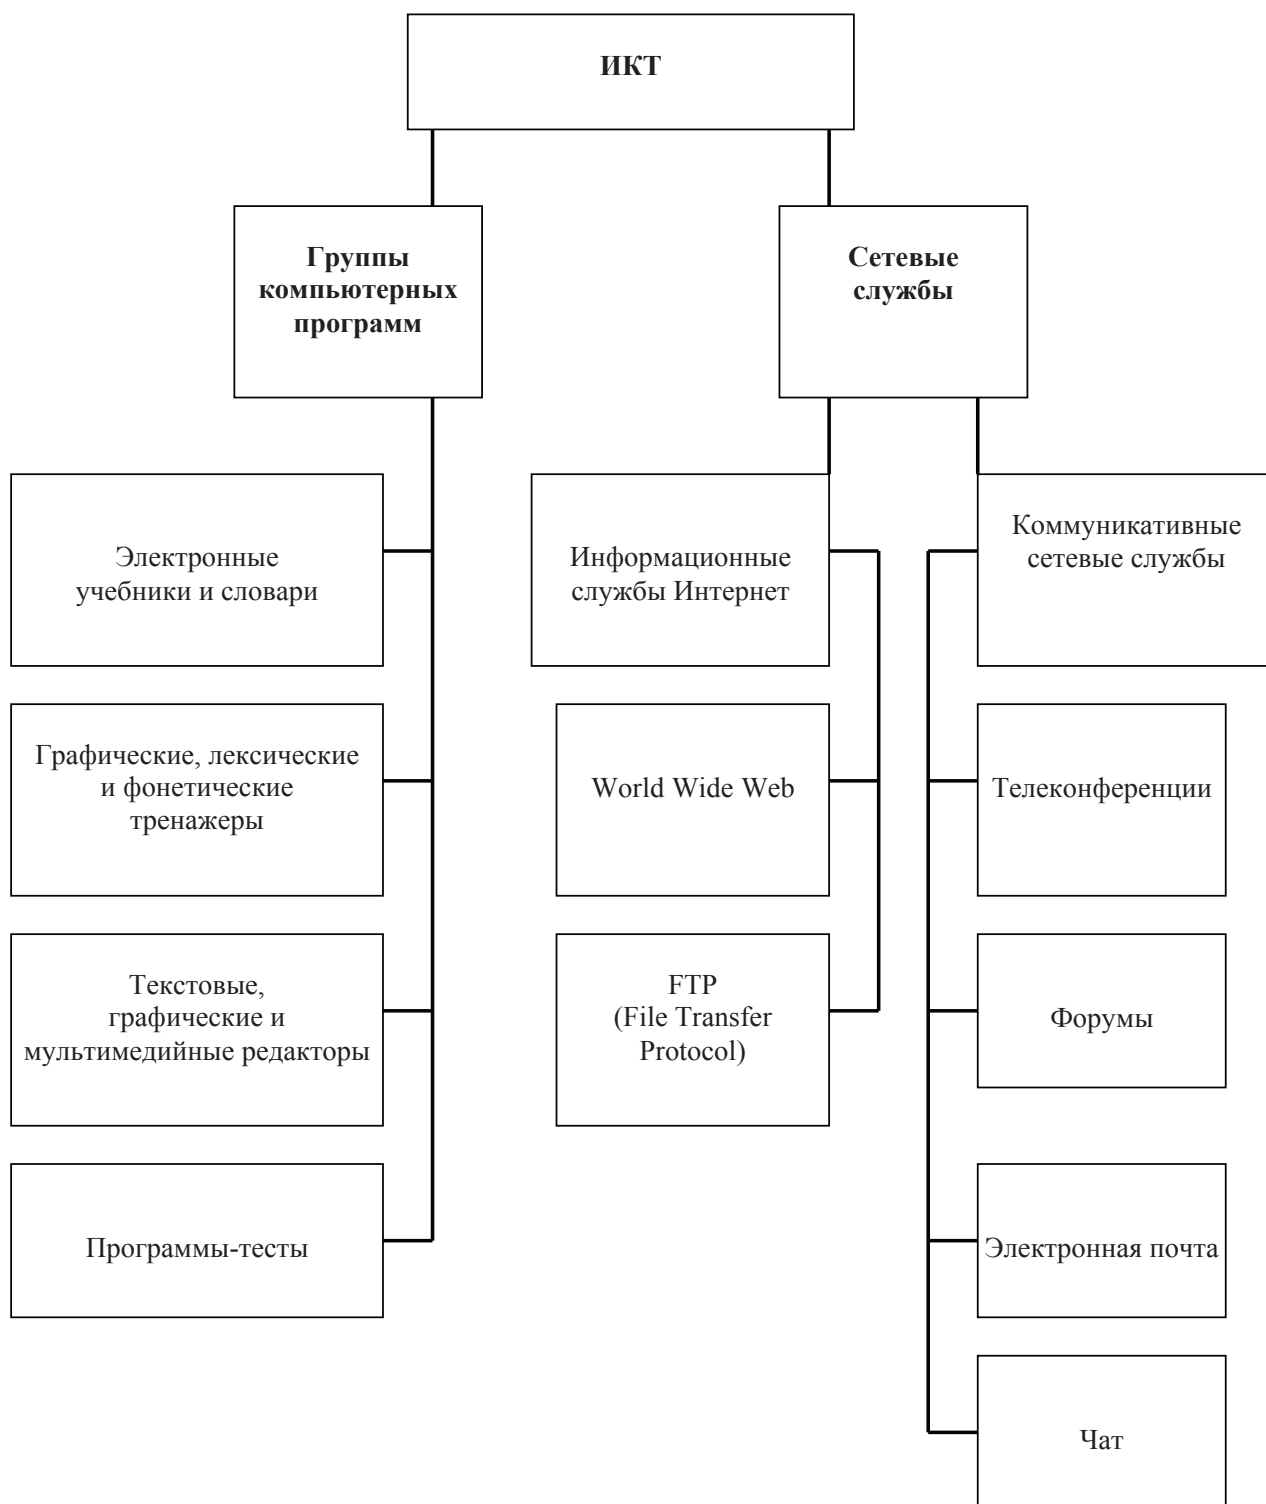 ИКТ
Группы
компьютерных
программ
Сетевые
службы
Электронные
учебники и словари
Информационные
службы Интернет
Коммуникативные
сетевые службы
Графические, лексические
и фонетические
тренажеры
World Wide Web
Телеконференции
Текстовые,
графические и
мультимедийные редакторы
FTP
(File Transfer
Protocol)
Форумы
Программы-тесты
Электронная почта
Чат